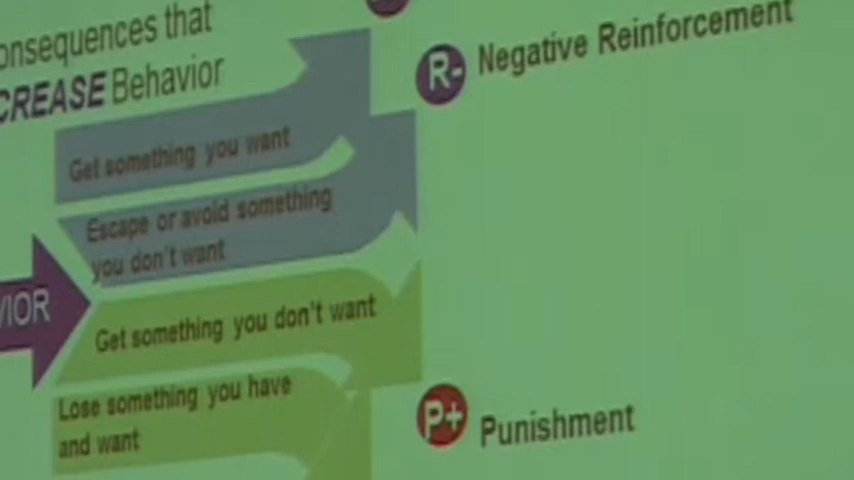 onsequences that
CREASE Behavior
R- Negative Reinforcement
Get something you want
Escape or avoid something
you don't want
VIOR
Get something you don't want
Lose something you have
and want
P+ Punishment